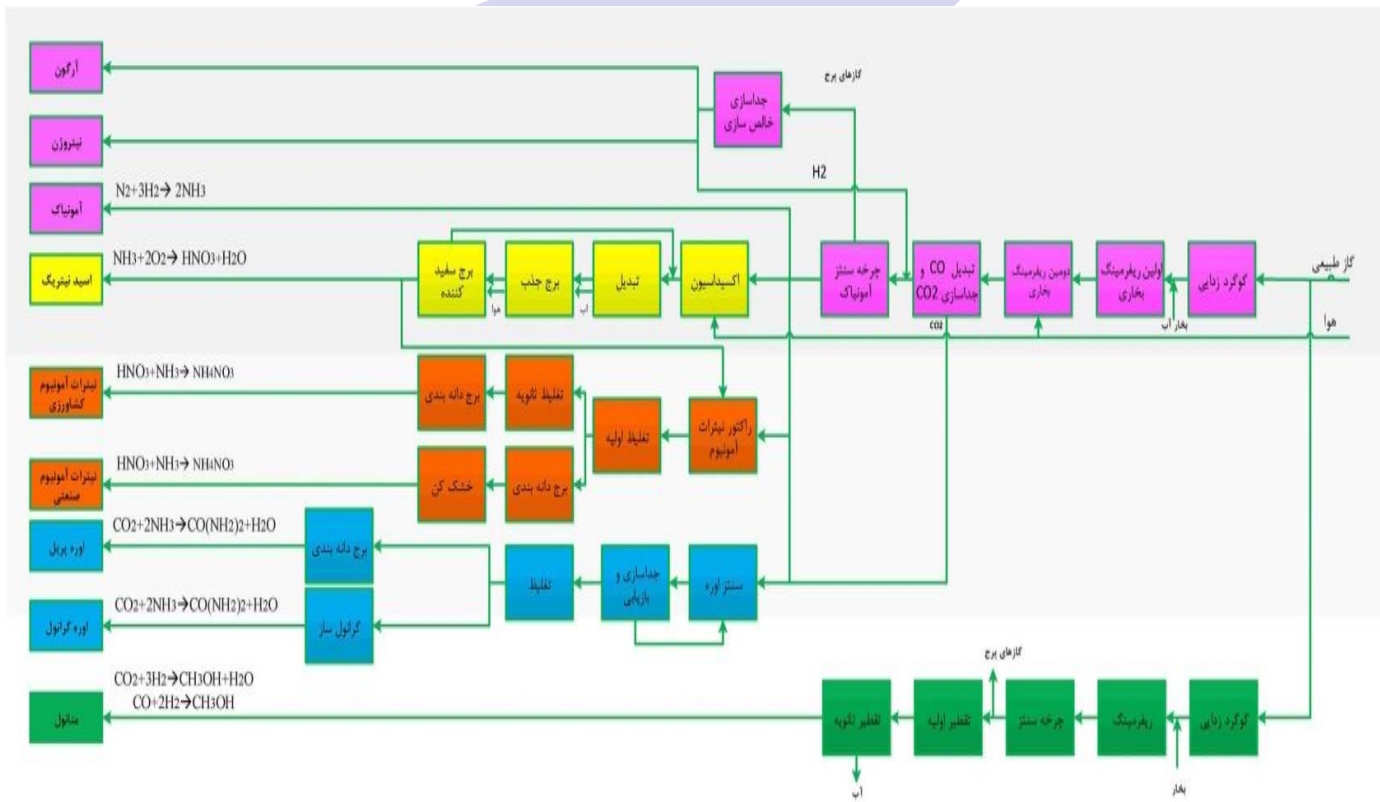 آرگون
گازهای پرج
جداسازی
خالص سازی
نیتروژن
H2
آمونیاک
N2+3H2→ 2NH3
گاز طبیعی
گوگرد زدایی
اولین ریفرمینگ
بخاری
دومین ریفرمینگ
بخاری
تبدیل CO و
جداسازی CO2
چرخه سنتز
آمونیاک
اکسیداسیون
تبدیل
برج جذب
برج سفید
کننده
NH3+2O2→ HNO3+H2O
اسید نیتریک
هوا
بخار آب
co2
آب
هوا
راکتور نیترات
آمونیوم
تغلیظ اولیه
تغلیظ ثانویه
برج دانه بندی
HNO3+NH3→ NH4NO3
نیترات آمونیوم
کشاورزی
برج دانه بندی
خشک کن
HNO3+NH3→ NH4NO3
نیترات آمونیوم
صنعتی
سنتز اوره
جداسازی و
بازیابی
تغلیظ
برج دانه بندی
CO2+2NH3→CO(NH2)2+H2O
اوره پریل
گرانول ساز
CO2+2NH3→CO(NH2)2+H2O
اوره گرانول
گازهای پرج
گوگرد زدایی
ریفرمینگ
چرخه سنتز
تقطیر اولیه
تقطیر ثانویه
CO2+3H2→CH3OH+H2O
CO+2H2→CH3OH
متانول
بخار
آب